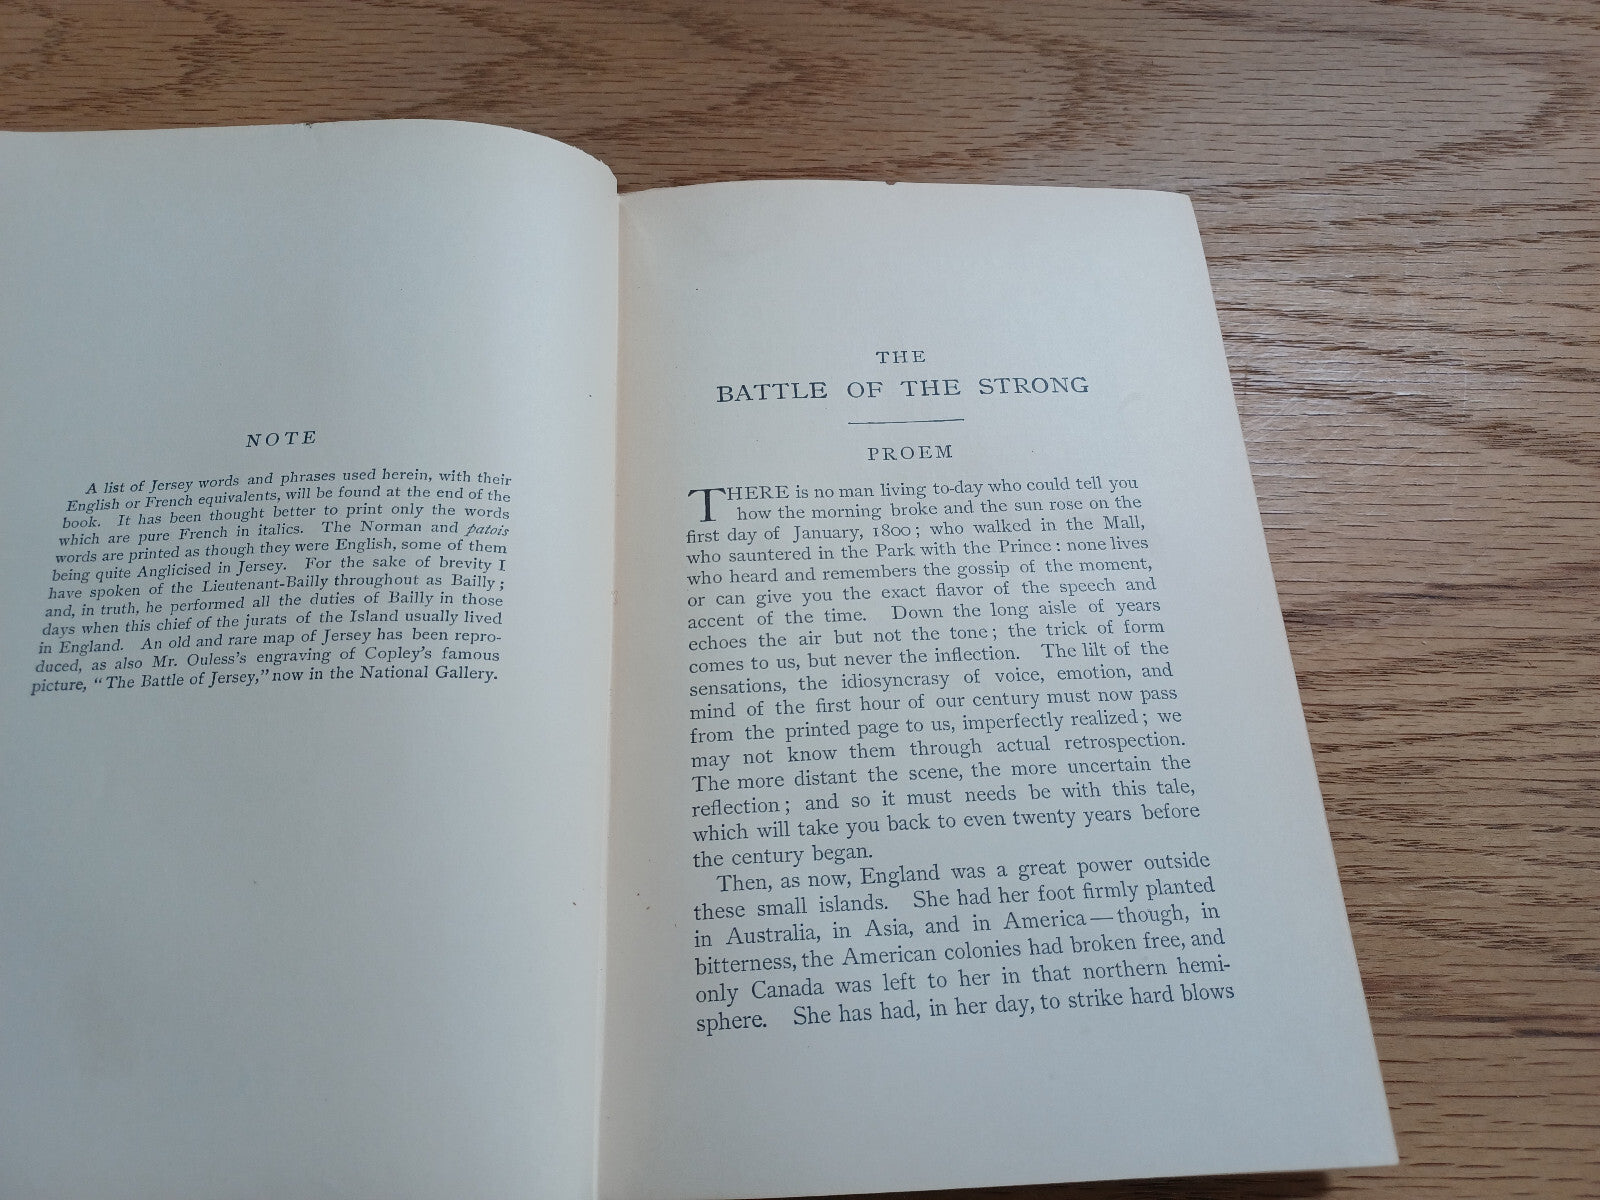 NOTE
A list of Jersey words and phrases used herein, with their
English or French equivalents, will be found at the end of the
book. It has been thought better to print only the words
which are pure French in italics. The Norman and patois
words are printed as though they were English, some of them
being quite Anglicised in Jersey. For the sake of brevity I
have spoken of the Lieutenant-Bailly throughout as Bailly;
and, in truth, he performed all the duties of Bailly in those
days when this chief of the jurats of the Island usually lived
in England. An old and rare map of Jersey has been repro-
duced, as also Mr. Ouless's engraving of Copley's famous
picture, "The Battle of Jersey," now in the National Gallery.
THE
BATTLE OF THE STRONG
PROEM
THERE is no man living to-day who could tell you
how the morning broke and the sun rose on the
first day of January, 1800; who walked in the Mall,
who sauntered in the Park with the Prince: none lives
who heard and remembers the gossip of the moment,
or can give you the exact flavor of the speech and
accent of the time. Down the long aisle of years
echoes the air but not the tone; the trick of form
comes to us, but never the inflection. The lilt of the
sensations, the idiosyncrasy of voice, emotion, and
mind of the first hour of our century must now pass
from the printed page to us, imperfectly realized; we
may not know them through actual retrospection.
The more distant the scene, the more uncertain the
reflection; and so it must needs be with this tale,
which will take you back to even twenty years before
the century began.
Then, as now, England was a great power outside
these small islands. She had her foot firmly planted
in Australia, in Asia, and in America—though, in
bitterness, the American colonies had broken free, and
only Canada was left to her in that northern hemi-
sphere. She has had, in her day, to strike hard blows